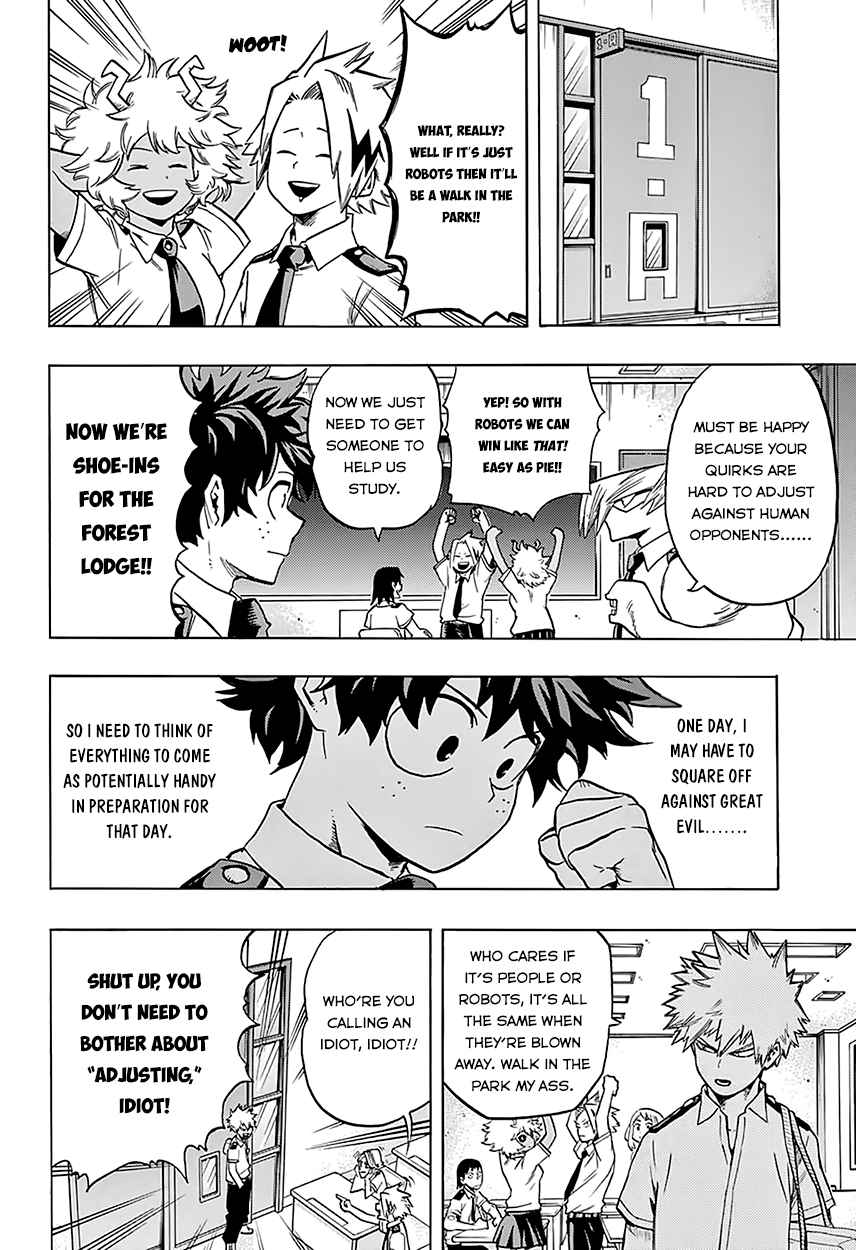 1-A
1
-
A
WHAT, REALLY?
WELL IF IT'S JUST
ROBOTS THEN IT'LL
BE A WALK IN THE
PARK!!
WOOT!
MUST BE HAPPY
BECAUSE YOUR
QUIRKS ARE
HARD TO ADJUST
AGAINST HUMAN
OPPONENTS......
YEP! SO WITH
ROBOTS WE CAN
WIN LIKE THAT!
EASY AS PIE!!
NOW WE JUST
NEED TO GET
SOMEONE TO
HELP US
STUDY.
NOW WE'RE
SHOE-INS
FOR THE
FOREST
LODGE!!
ONE DAY, I
MAY HAVE TO
SQUARE OFF
AGAINST GREAT
EVIL.......
SO I NEED TO THINK OF
EVERYTHING TO COME
AS POTENTIALLY HANDY
IN PREPARATION FOR
THAT DAY.
WHO CARES IF
IT'S PEOPLE OR
ROBOTS, IT'S ALL
THE SAME WHEN
THEY'RE BLOWN
AWAY. WALK IN THE
PARK MY ASS.
WHO'RE YOU
CALLING AN
IDIOT, IDIOT!!
SHUT UP, YOU
DON'T NEED TO
BOTHER ABOUT
"ADJUSTING,"
IDIOT!